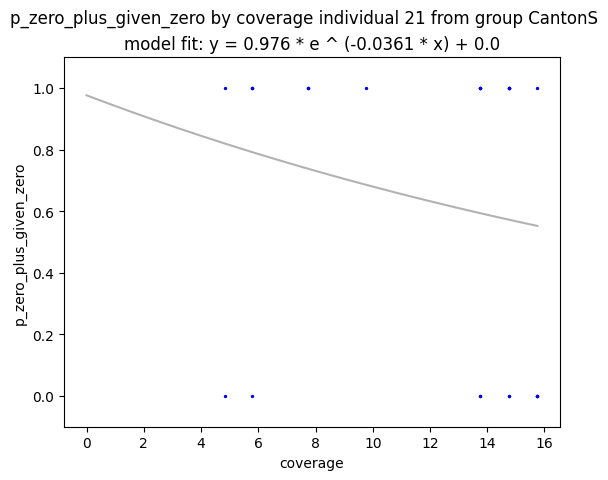 p_zero_plus_given_zero by coverage individual 21 from group CantonS
model fit: y = 0.976 * e ^ (-0.0361 * x) + 0.0
1.0
0.8
0.6
0.4
0.2
0.0
p_zero_plus_given_zero
0 2 4 6 8 10 12 14 16
coverage